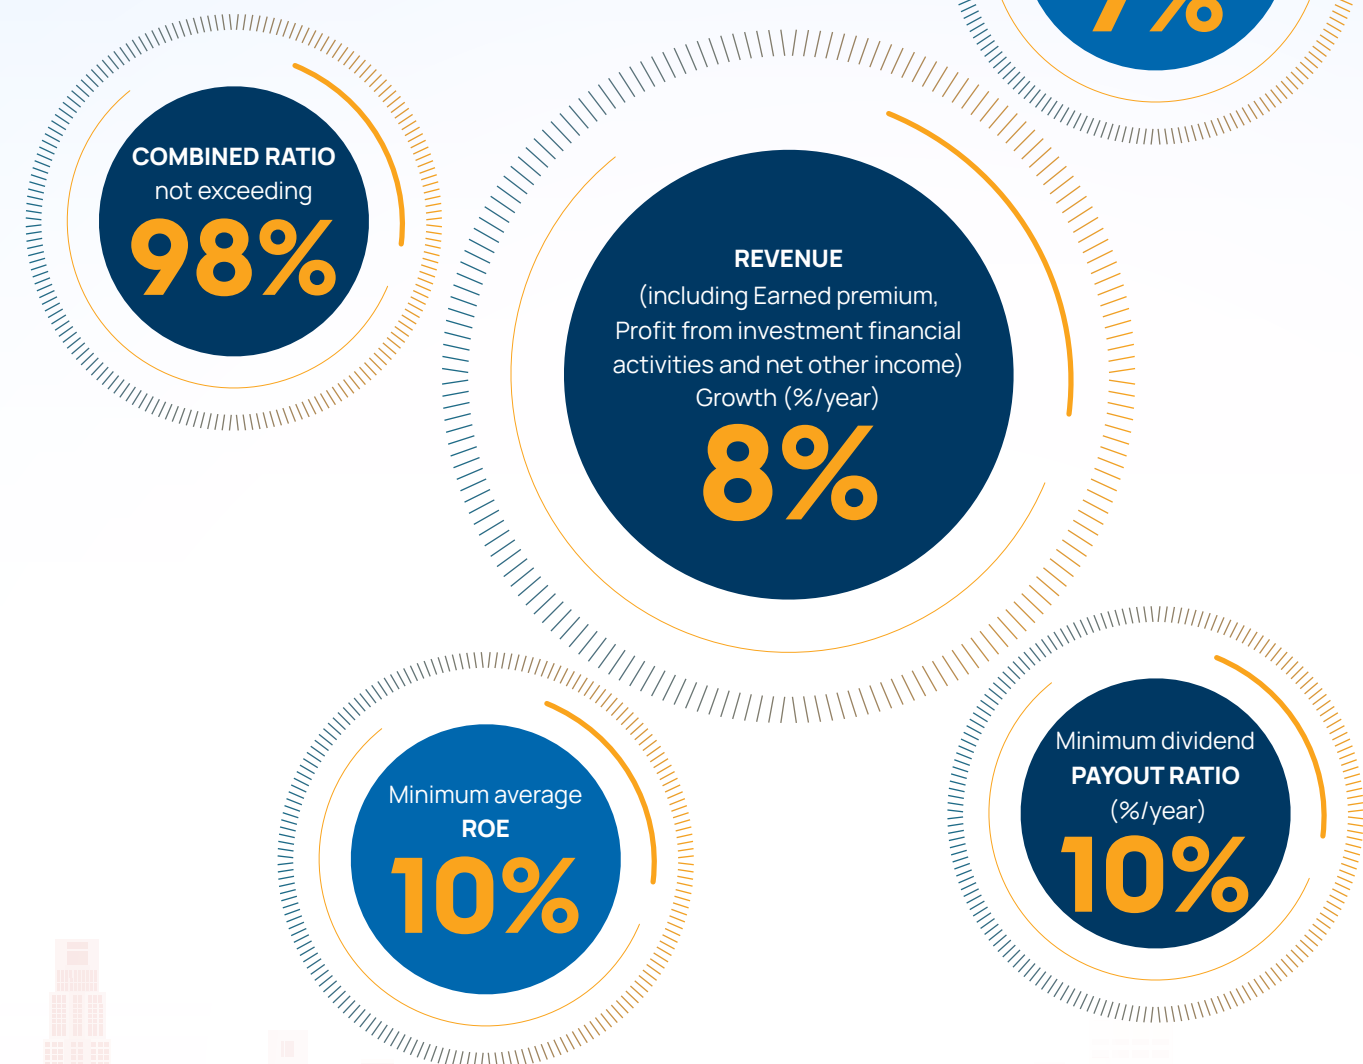 7%
COMBINED RATIO
not exceeding
98%
REVENUE
(including Earned premium,
Profit from investment financial
activities and net other income)
Growth (%/year)
8%
Minimum average
ROE
10%
Minimum dividend
PAYOUT RATIO
(%/year)
10%